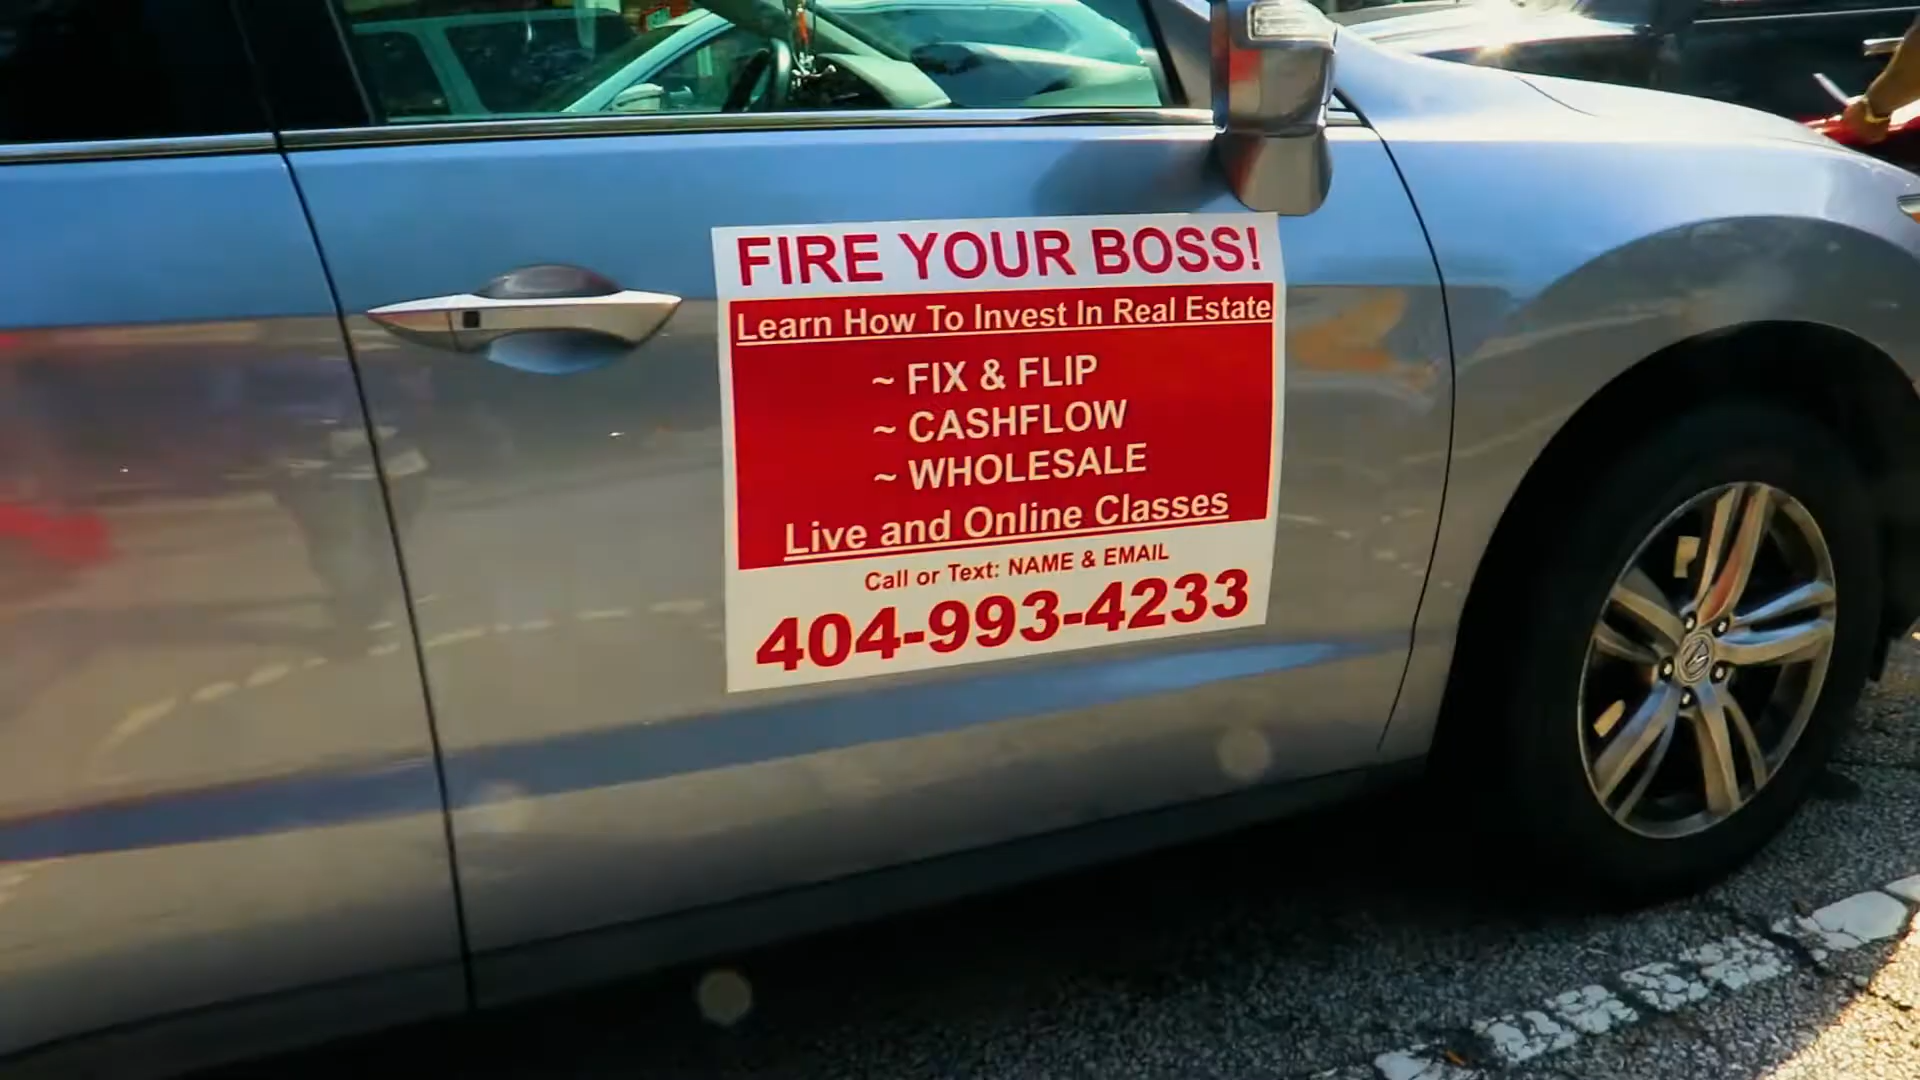 FIRE YOUR BOSS!
Learn How To Invest In Real Estate
~ FIX & FLIP
~ CASHFLOW
~ WHOLESALE
Live and Online Classes
Call or Text: NAME & EMAIL
404-993-4233